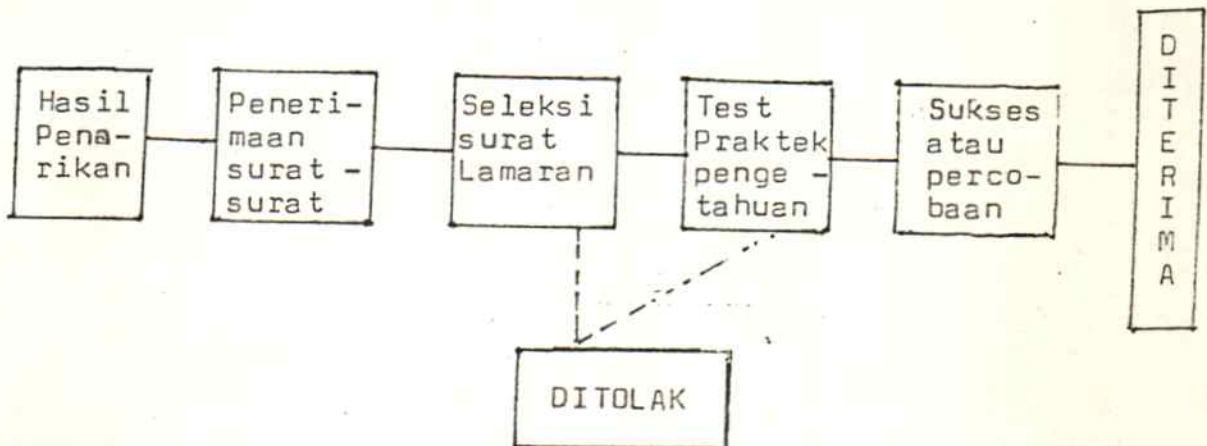 Hasil
Pena-
rikan
Peneri-
maan
surat -
surat
Seleksi
surat
Lamaran
Test
Praktek
penge -
tahuan
Sukses
atau
perco-
baan
D
I
T
E
R
I
M
A
DITOLAK